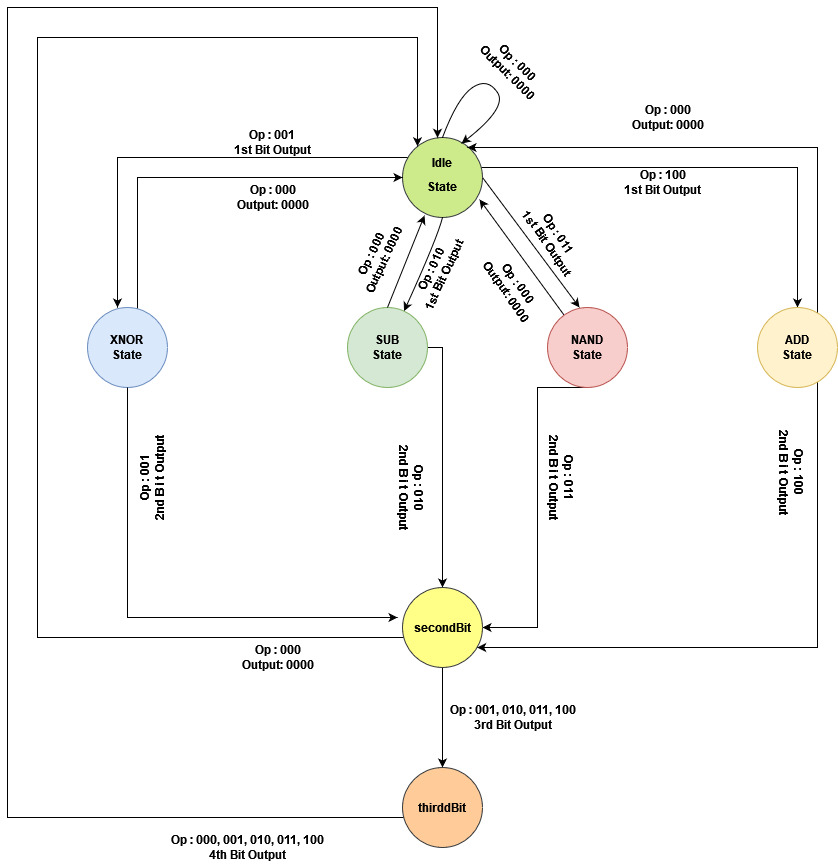 Op : 000
Output: 0000
Op : 000
Output: 0000
Op : 001
1st Bit Output
Idle
State
Op : 100
1st Bit Output
Op : 000
Output: 0000
Op : 000
Output: 0000
Op : 010
1st Bit Output
Op : 011
1st Bit Output
Op : 000
Output: 0000
XNOR
State
SUB
State
NAND
State
ADD
State
Op : 001
2nd Bit Output
Op : 010
2nd Bit Output
Op : 011
2nd Bit Output
Op : 100
2nd Bit Output
secondBit
Op : 000
Output: 0000
Op : 001, 010, 011, 100
3rd Bit Output
thirddBit
Op : 000, 001, 010, 011, 100
4th Bit Output